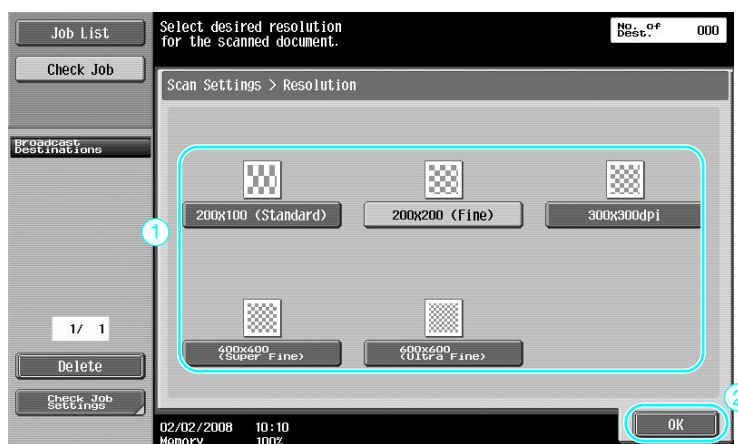 Job List
Check Job
Broadcast
Destinations
1/ 1
Delete
Check Job
Settings
Select desired resolution
for the scanned document.
No. of
Dest.
000
Scan Settings > Resolution
1
200x100 (Standard)
200x200 (Fine)
300x300dpi
400x400
(Super Fine)
600x600
(Ultra Fine)
2
OK
02/02/2008 10:10
Memory 100%